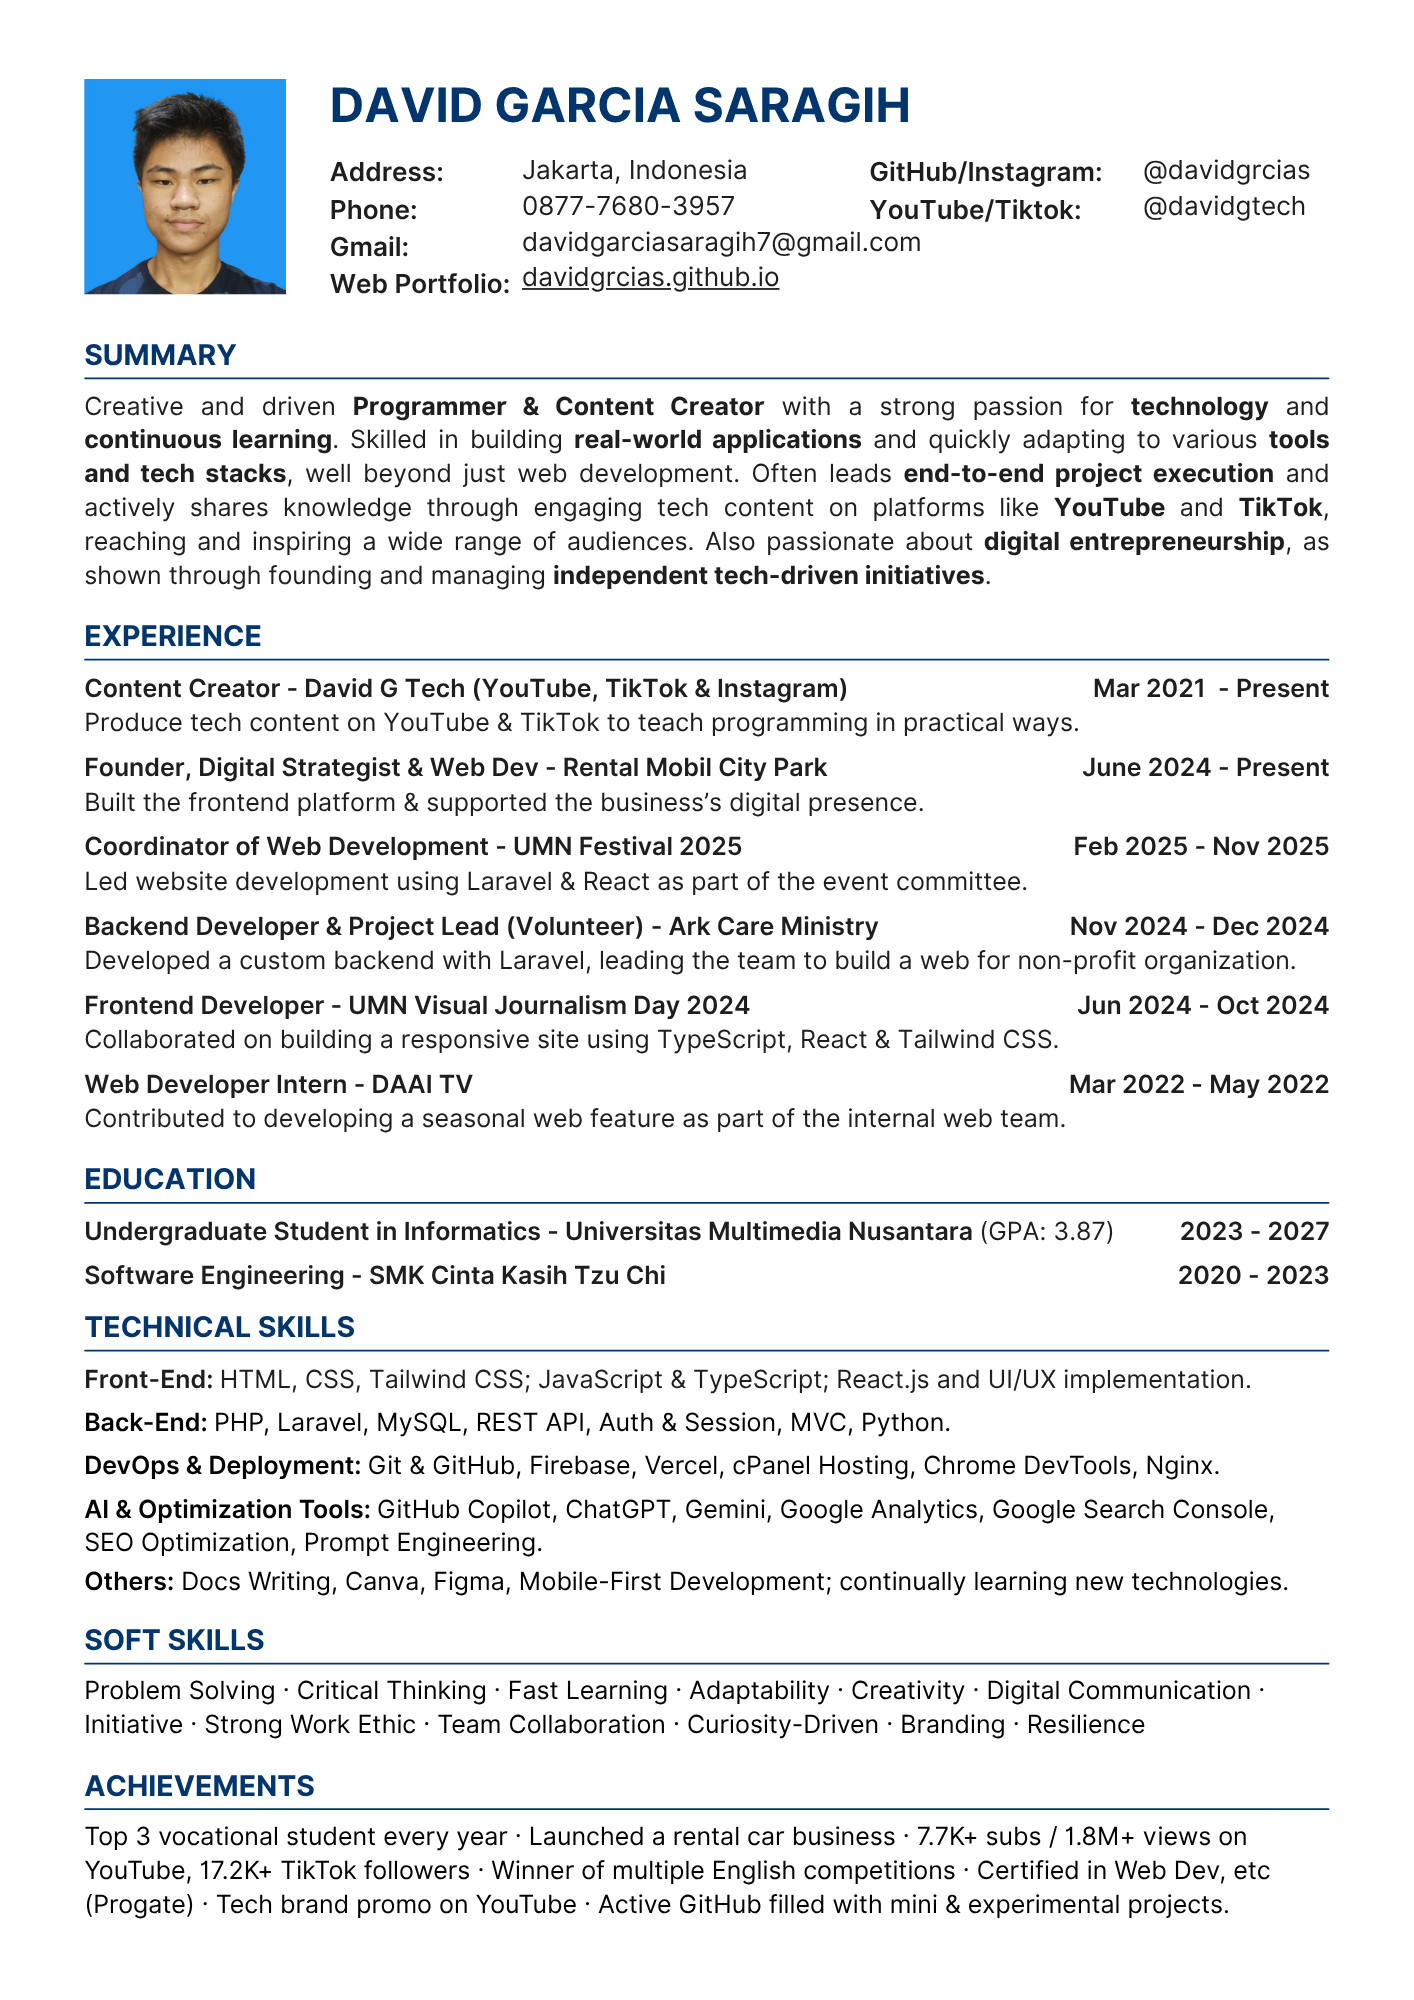 DAVID GARCIA SARAGIH
Address: Jakarta, Indonesia GitHub/Instagram: @davidgrcias
Phone: 0877-7680-3957 YouTube/Tiktok: @davidgtech
Gmail: davidgarciasaragih7@gmail.com
Web Portfolio: davidgrcias.github.io
SUMMARY
Creative and driven Programmer & Content Creator with a strong passion for technology and
continuous learning. Skilled in building real-world applications and quickly adapting to various tools
and tech stacks, well beyond just web development. Often leads end-to-end project execution and
actively shares knowledge through engaging tech content on platforms like YouTube and TikTok,
reaching and inspiring a wide range of audiences. Also passionate about digital entrepreneurship, as
shown through founding and managing independent tech-driven initiatives.
EXPERIENCE
Content Creator - David G Tech (YouTube, TikTok & Instagram) Mar 2021 - Present
Produce tech content on YouTube & TikTok to teach programming in practical ways.
Founder, Digital Strategist & Web Dev - Rental Mobil City Park June 2024 - Present
Built the frontend platform & supported the business’s digital presence.
Coordinator of Web Development - UMN Festival 2025 Feb 2025 - Nov 2025
Led website development using Laravel & React as part of the event committee.
Backend Developer & Project Lead (Volunteer) - Ark Care Ministry Nov 2024 - Dec 2024
Developed a custom backend with Laravel, leading the team to build a web for non-profit organization.
Frontend Developer - UMN Visual Journalism Day 2024 Jun 2024 - Oct 2024
Collaborated on building a responsive site using TypeScript, React & Tailwind CSS.
Web Developer Intern - DAAI TV Mar 2022 - May 2022
Contributed to developing a seasonal web feature as part of the internal web team.
EDUCATION
Undergraduate Student in Informatics - Universitas Multimedia Nusantara (GPA: 3.87) 2023 - 2027
Software Engineering - SMK Cinta Kasih Tzu Chi 2020 - 2023
TECHNICAL SKILLS
Front-End: HTML, CSS, Tailwind CSS; JavaScript & TypeScript; React.js and UI/UX implementation.
Back-End: PHP, Laravel, MySQL, REST API, Auth & Session, MVC, Python.
DevOps & Deployment: Git & GitHub, Firebase, Vercel, cPanel Hosting, Chrome DevTools, Nginx.
AI & Optimization Tools: GitHub Copilot, ChatGPT, Gemini, Google Analytics, Google Search Console,
SEO Optimization, Prompt Engineering.
Others: Docs Writing, Canva, Figma, Mobile-First Development; continually learning new technologies.
SOFT SKILLS
Problem Solving · Critical Thinking · Fast Learning · Adaptability · Creativity · Digital Communication ·
Initiative · Strong Work Ethic · Team Collaboration · Curiosity-Driven · Branding · Resilience
ACHIEVEMENTS
Top 3 vocational student every year · Launched a rental car business · 7.7K+ subs / 1.8M+ views on
YouTube, 17.2K+ TikTok followers · Winner of multiple English competitions · Certified in Web Dev, etc
(Progate) · Tech brand promo on YouTube · Active GitHub filled with mini & experimental projects.